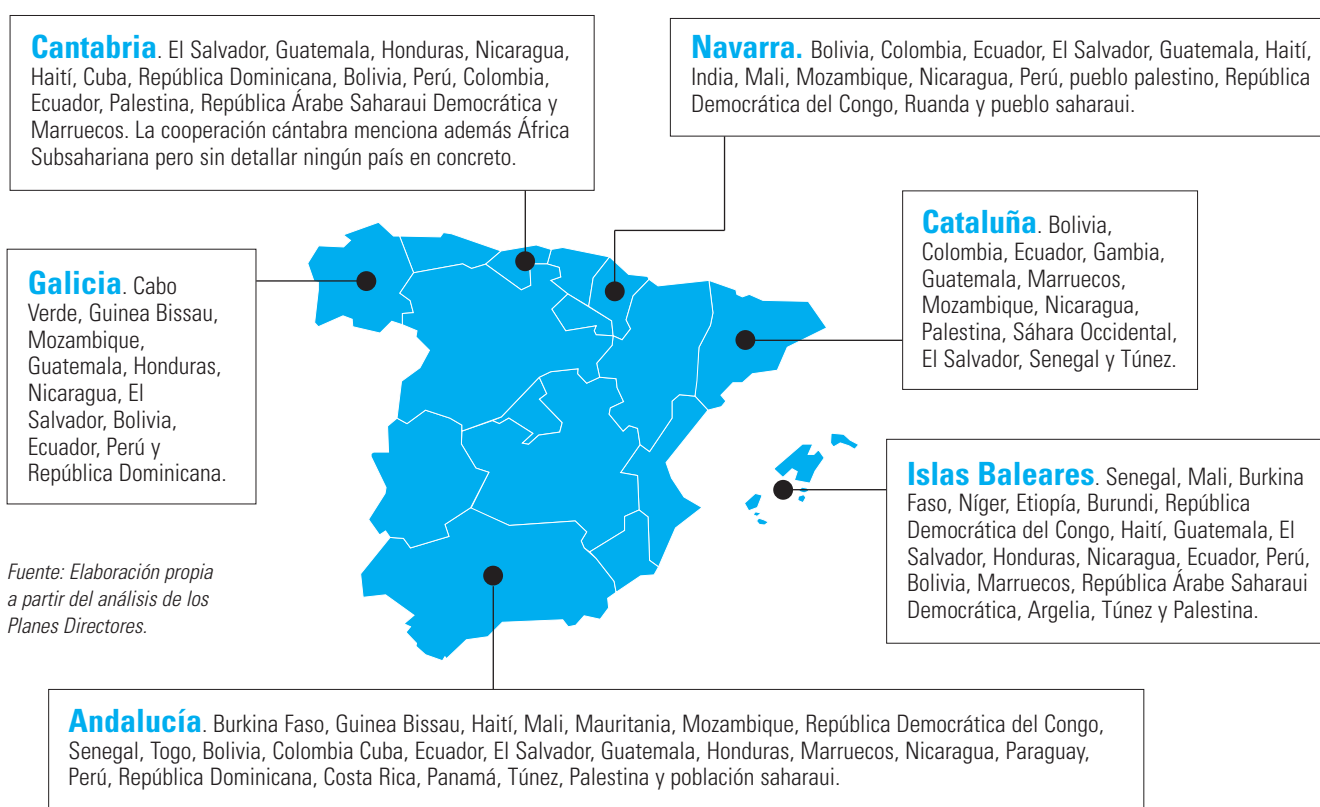 Cantabria. El Salvador, Guatemala, Honduras, Nicaragua,
Haití, Cuba, República Dominicana, Bolivia, Perú, Colombia,
Ecuador, Palestina, República Árabe Saharaui Democrática y
Marruecos. La cooperación cántabra menciona además África
Subsahariana pero sin detallar ningún país en concreto.
Navarra. Bolivia, Colombia, Ecuador, El Salvador, Guatemala, Haití,
India, Mali, Mozambique, Nicaragua, Perú, pueblo palestino, República
Democrática del Congo, Ruanda y pueblo saharaui.
Galicia. Cabo
Verde, Guinea Bissau,
Mozambique,
Guatemala, Honduras,
Nicaragua, El
Salvador, Bolivia,
Ecuador, Perú y
República Dominicana.
Cataluña. Bolivia,
Colombia, Ecuador, Gambia,
Guatemala, Marruecos,
Mozambique, Nicaragua,
Palestina, Sáhara Occidental,
El Salvador, Senegal y Túnez.
Islas Baleares. Senegal, Mali, Burkina
Faso, Níger, Etiopía, Burundi, República
Democrática del Congo, Haití, Guatemala, El
Salvador, Honduras, Nicaragua, Ecuador, Perú,
Bolivia, Marruecos, República Árabe Saharaui
Democrática, Argelia, Túnez y Palestina.
Fuente: Elaboración propia
a partir del análisis de los
Planes Directores.
Andalucía. Burkina Faso, Guinea Bissau, Haití, Mali, Mauritania, Mozambique, República Democrática del Congo,
Senegal, Togo, Bolivia, Colombia Cuba, Ecuador, El Salvador, Guatemala, Honduras, Marruecos, Nicaragua, Paraguay,
Perú, República Dominicana, Costa Rica, Panamá, Túnez, Palestina y población saharaui.